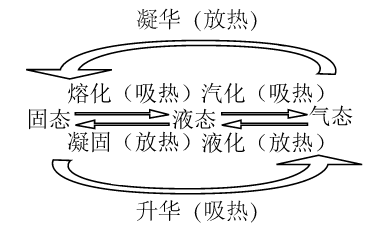 凝华（放热）
熔化（吸热）汽化（吸热）
固态 液态 气态
凝固（放热）液化（放热）
升华（吸热）